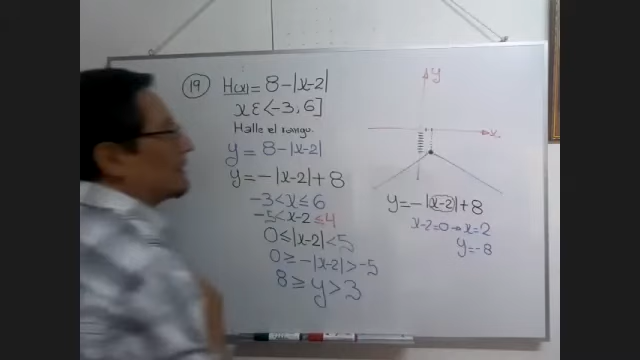 19
H(x) = 8-|x-2|
x ε <-3, 6]
Halle el rango.
y = 8-|x-2|
y = -|x-2|+8
-3 < x ≤ 6
-5 < x-2 ≤ 4
0 ≤ |x-2| < 5
0 ≥ -|x-2| > -5
8 ≥ y > 3
y
x
y = -|x-2|+8
x-2=0 → x=2
y=-8